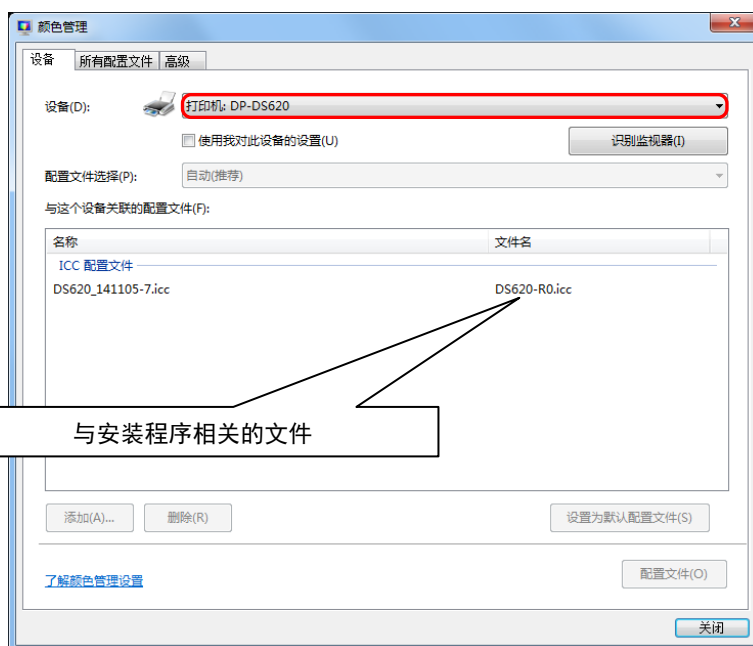 颜色管理
设备 所有配置文件 高级
设备(D): 打印机: DP-DS620
使用我对此设备的设置(U) 识别监视器(I)
配置文件选择(P): 自动(推荐)
与这个设备关联的配置文件(F):
名称 文件名
ICC 配置文件
DS620_141105-7.icc DS620-R0.icc
与安装程序相关的文件
添加(A)... 删除(R) 设置为默认配置文件(S)
了解颜色管理设置 配置文件(O)
关闭